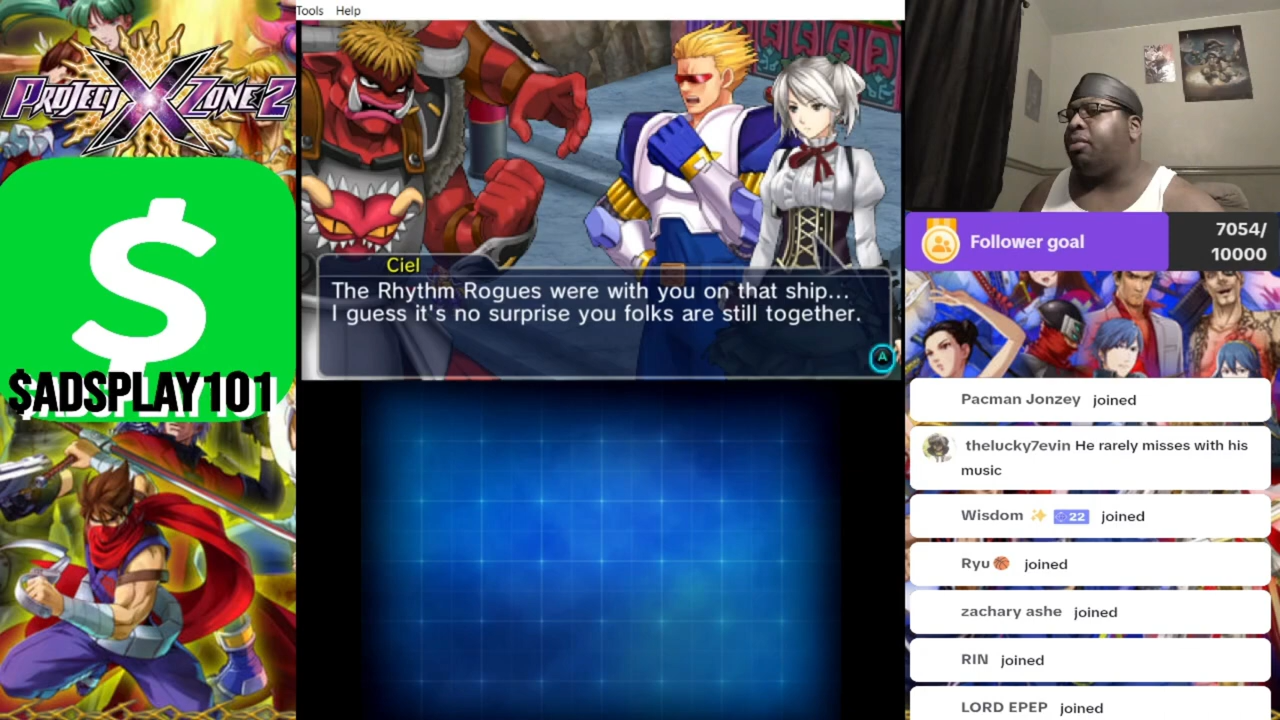 Tools Help
PROJECT X ZONE 2
$
$ADSPLAY101
Ciel
The Rhythm Rogues were with you on that ship...
I guess it's no surprise you folks are still together.
A
Follower goal
7054/
10000
Pacman Jonzey joined
thelucky7evin He rarely misses with his
music
Wisdom ✨ 22 joined
Ryu🏀 joined
zachary ashe joined
RIN joined
LORD EPEP joined